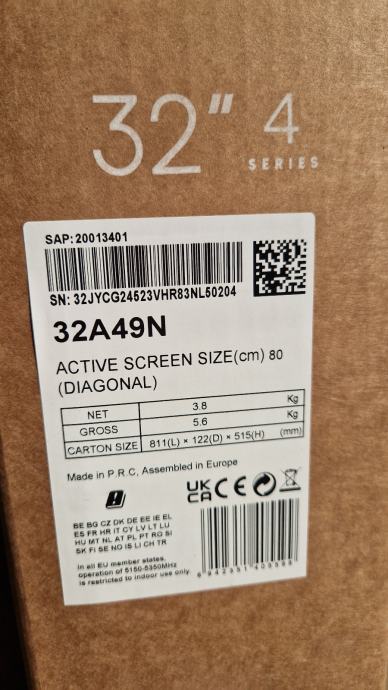 32" 4
SERIES
SAP: 20013401
SN: 32JYCG24523VHR83NL50204
32A49N
ACTIVE SCREEN SIZE(cm) 80
(DIAGONAL)
NET 3.8 Kg
GROSS 5.6 Kg
CARTON SIZE 811(L) × 122(D) × 515(H) (mm)
Made in P.R.C, Assembled in Europe
UK
CA CE
BE BG CZ DK DE EE IE EL
ES FR HR IT CY LV LT LU
HU MT NL AT PL PT RO SI
SK FI SE NO IS LI CH TR
In all EU member states,
operation of 5150-5350MHz
is restricted to indoor use only.